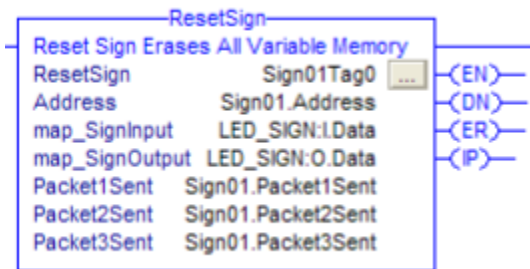 ResetSign
Reset Sign Erases All Variable Memory
ResetSign Sign01Tag0 ... (EN)
Address Sign01.Address (DN)
map_SignInput LED_SIGN:I.Data (ER)
map_SignOutput LED_SIGN:O.Data (IP)
Packet1Sent Sign01.Packet1Sent
Packet2Sent Sign01.Packet2Sent
Packet3Sent Sign01.Packet3Sent